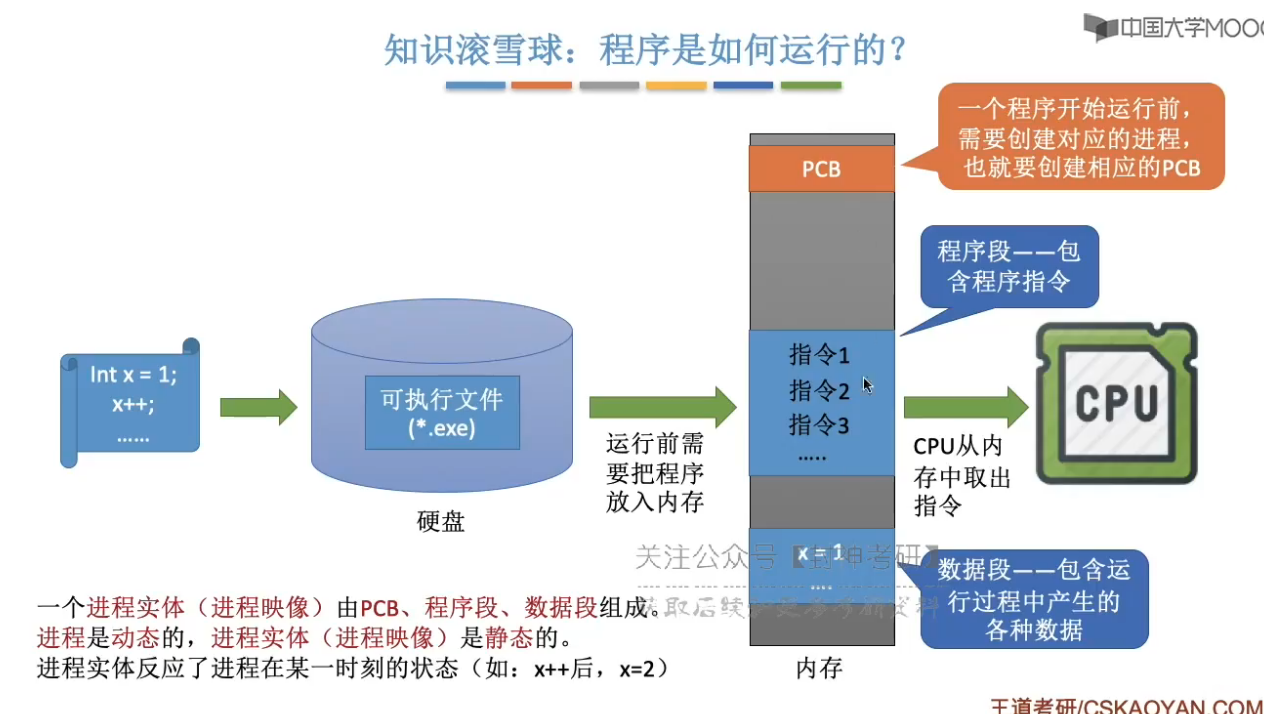 中国大学MOOC
知识滚雪球：程序是如何运行的？
一个程序开始运行前，
需要创建对应的进程，
也就要创建相应的PCB
PCB
程序段——包
含程序指令
Int x = 1;
x++;
……
可执行文件
(*.exe)
硬盘
运行前需
要把程序
放入内存
指令1
指令2
指令3
…..
CPU从内
存中取出
指令
CPU
关注公众号【封神考研】
x = 1
….
数据段——包含运
行过程中产生的
各种数据
内存
一个进程实体（进程映像）由PCB、程序段、数据段组成。
进程是动态的，进程实体（进程映像）是静态的。
进程实体反应了进程在某一时刻的状态（如：x++后，x=2）
王道考研/CSKAOYAN.COM